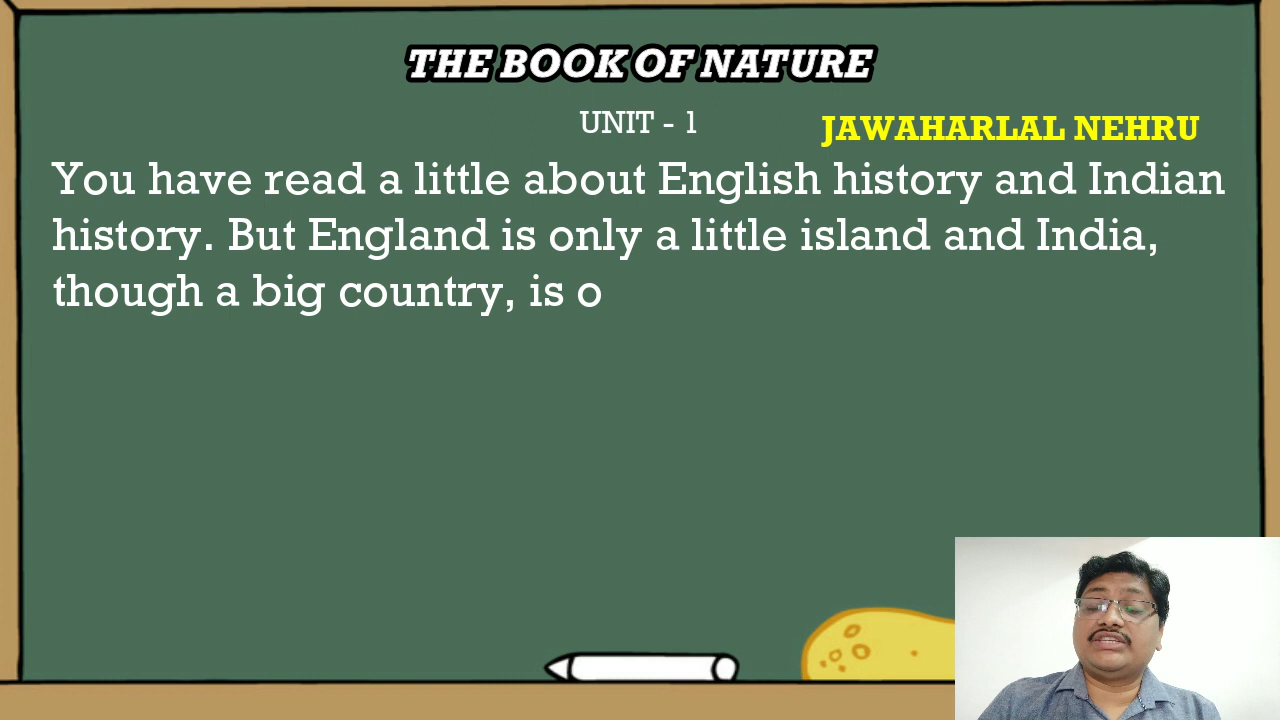 THE BOOK OF NATURE
UNIT - 1
JAWAHARLAL NEHRU
You have read a little about English history and Indian
history. But England is only a little island and India,
though a big country, is o